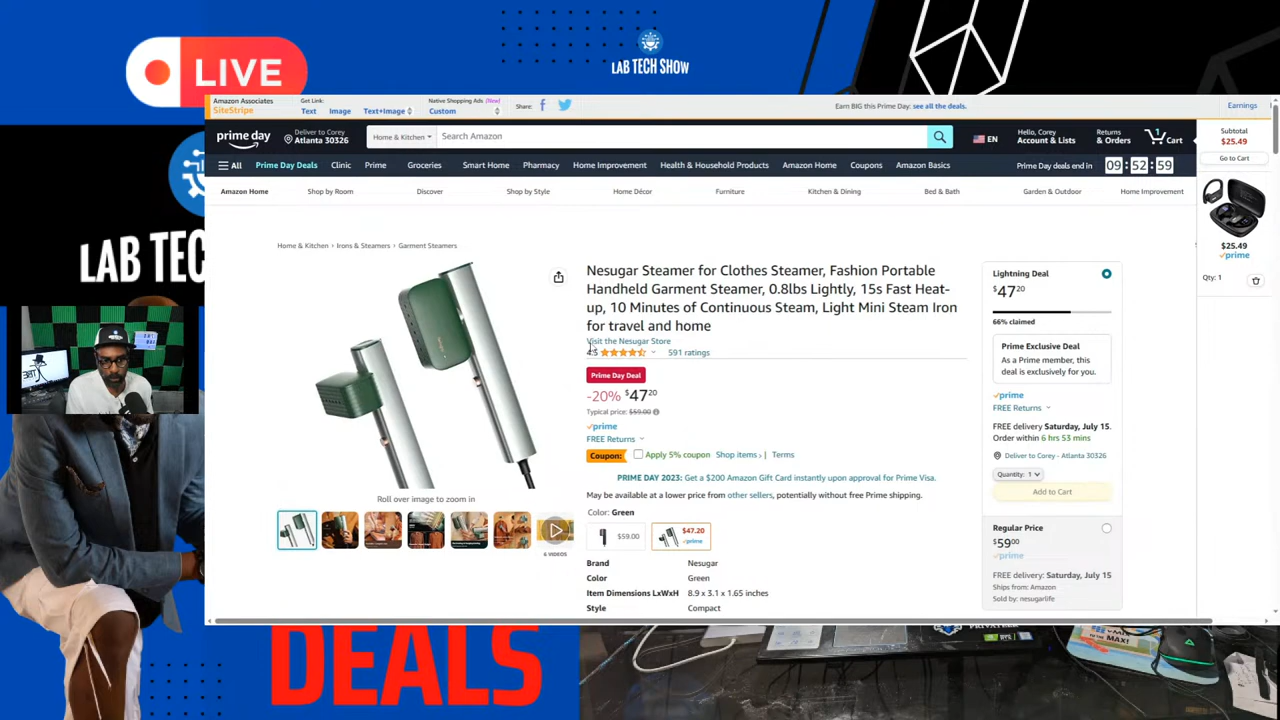 LIVE
LAB TECH SHOW
LAB TEC
Amazon Associates
SiteStripe
Get Link:
Text Image Text+Image
Native Shopping Ads (New)
Custom
Share:
Earn BIG this Prime Day: see all the deals.
Earnings
prime day
Deliver to Corey
Atlanta 30326
Home & Kitchen
Search Amazon
EN
Hello, Corey
Account & Lists
Returns
& Orders
1
Cart
Subtotal
$25.49
Go to Cart
All Prime Day Deals Clinic Prime Groceries Smart Home Pharmacy Home Improvement Health & Household Products Amazon Home Coupons Amazon Basics
Prime Day deals end in 09 : 52 : 59
Amazon Home Shop by Room Discover Shop by Style Home Décor Furniture Kitchen & Dining Bed & Bath Garden & Outdoor Home Improvement
$25.49
prime
Qty: 1
Home & Kitchen › Irons & Steamers › Garment Steamers
Nesugar Steamer for Clothes Steamer, Fashion Portable
Handheld Garment Steamer, 0.8lbs Lightly, 15s Fast Heat-
up, 10 Minutes of Continuous Steam, Light Mini Steam Iron
for travel and home
Visit the Nesugar Store
4.5
591 ratings
Prime Day Deal
-20% $4720
Typical price: $59.00
prime
FREE Returns
Coupon: Apply 5% coupon Shop items › | Terms
PRIME DAY 2023: Get a $200 Amazon Gift Card instantly upon approval for Prime Visa.
May be available at a lower price from other sellers, potentially without free Prime shipping.
Color: Green
$59.00
$47.20
prime
Brand Nesugar
Color Green
Item Dimensions LxWxH 8.9 x 3.1 x 1.65 inches
Style Compact
Roll over image to zoom in
6 VIDEOS
Lightning Deal
$4720
66% claimed
Prime Exclusive Deal
As a Prime member, this
deal is exclusively for you.
prime
FREE Returns
FREE delivery Saturday, July 15.
Order within 6 hrs 53 mins
Deliver to Corey - Atlanta 30326
Quantity: 1
Add to Cart
Regular Price
$5900
prime
FREE delivery: Saturday, July 15
Ships from: Amazon
Sold by: nesugarlife
DEALS